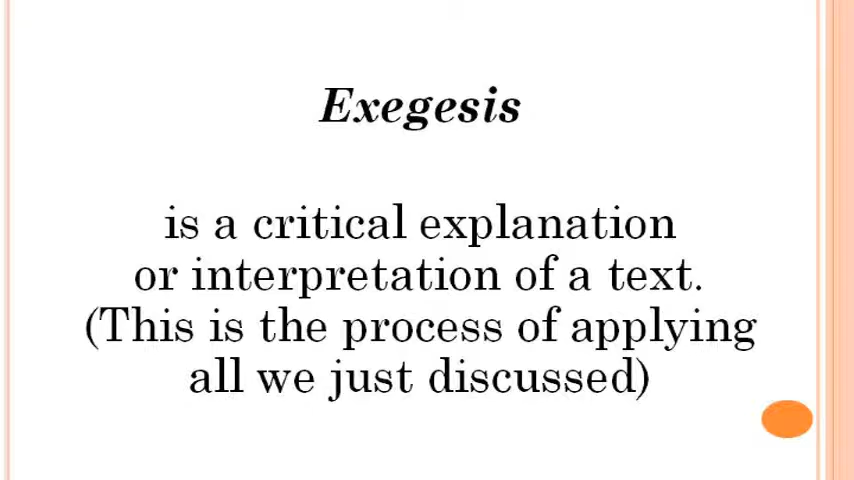 Exegesis
is a critical explanation
or interpretation of a text.
(This is the process of applying
all we just discussed)